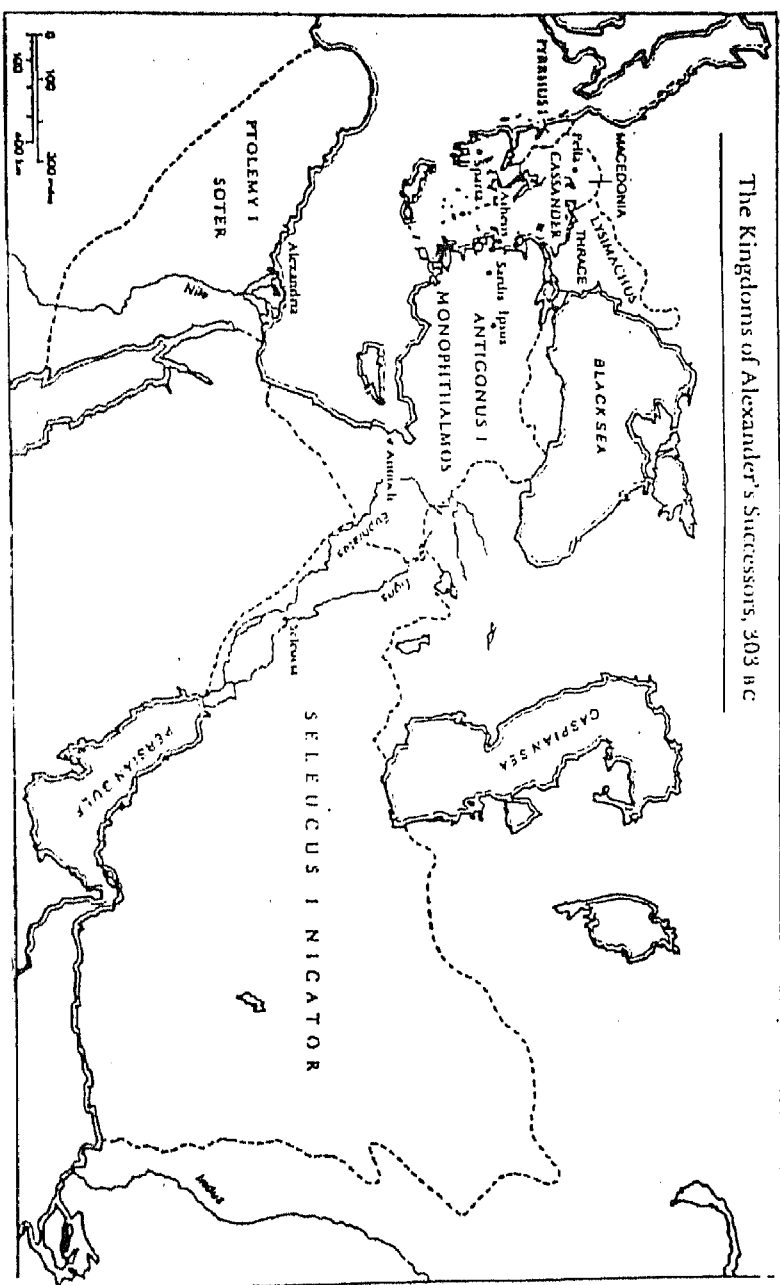 The Kingdoms of Alexander's Successors, 303 BC
MACEDONIA
LYSIMACHUS
PYRRHUS I
Pella
THRACE
CASSANDER
BLACK SEA
CASPIAN SEA
Athens
Sparta
Sardis
Ipsus
ANTIGONUS I
MONOPHTHALMOS
Euphrates
Tigris
Seleucia
SELEUCUS I NICATOR
Alexandria
PTOLEMY I
SOTER
Nile
PERSIAN GULF
Indus
0 100 300 miles
0 100 400 km